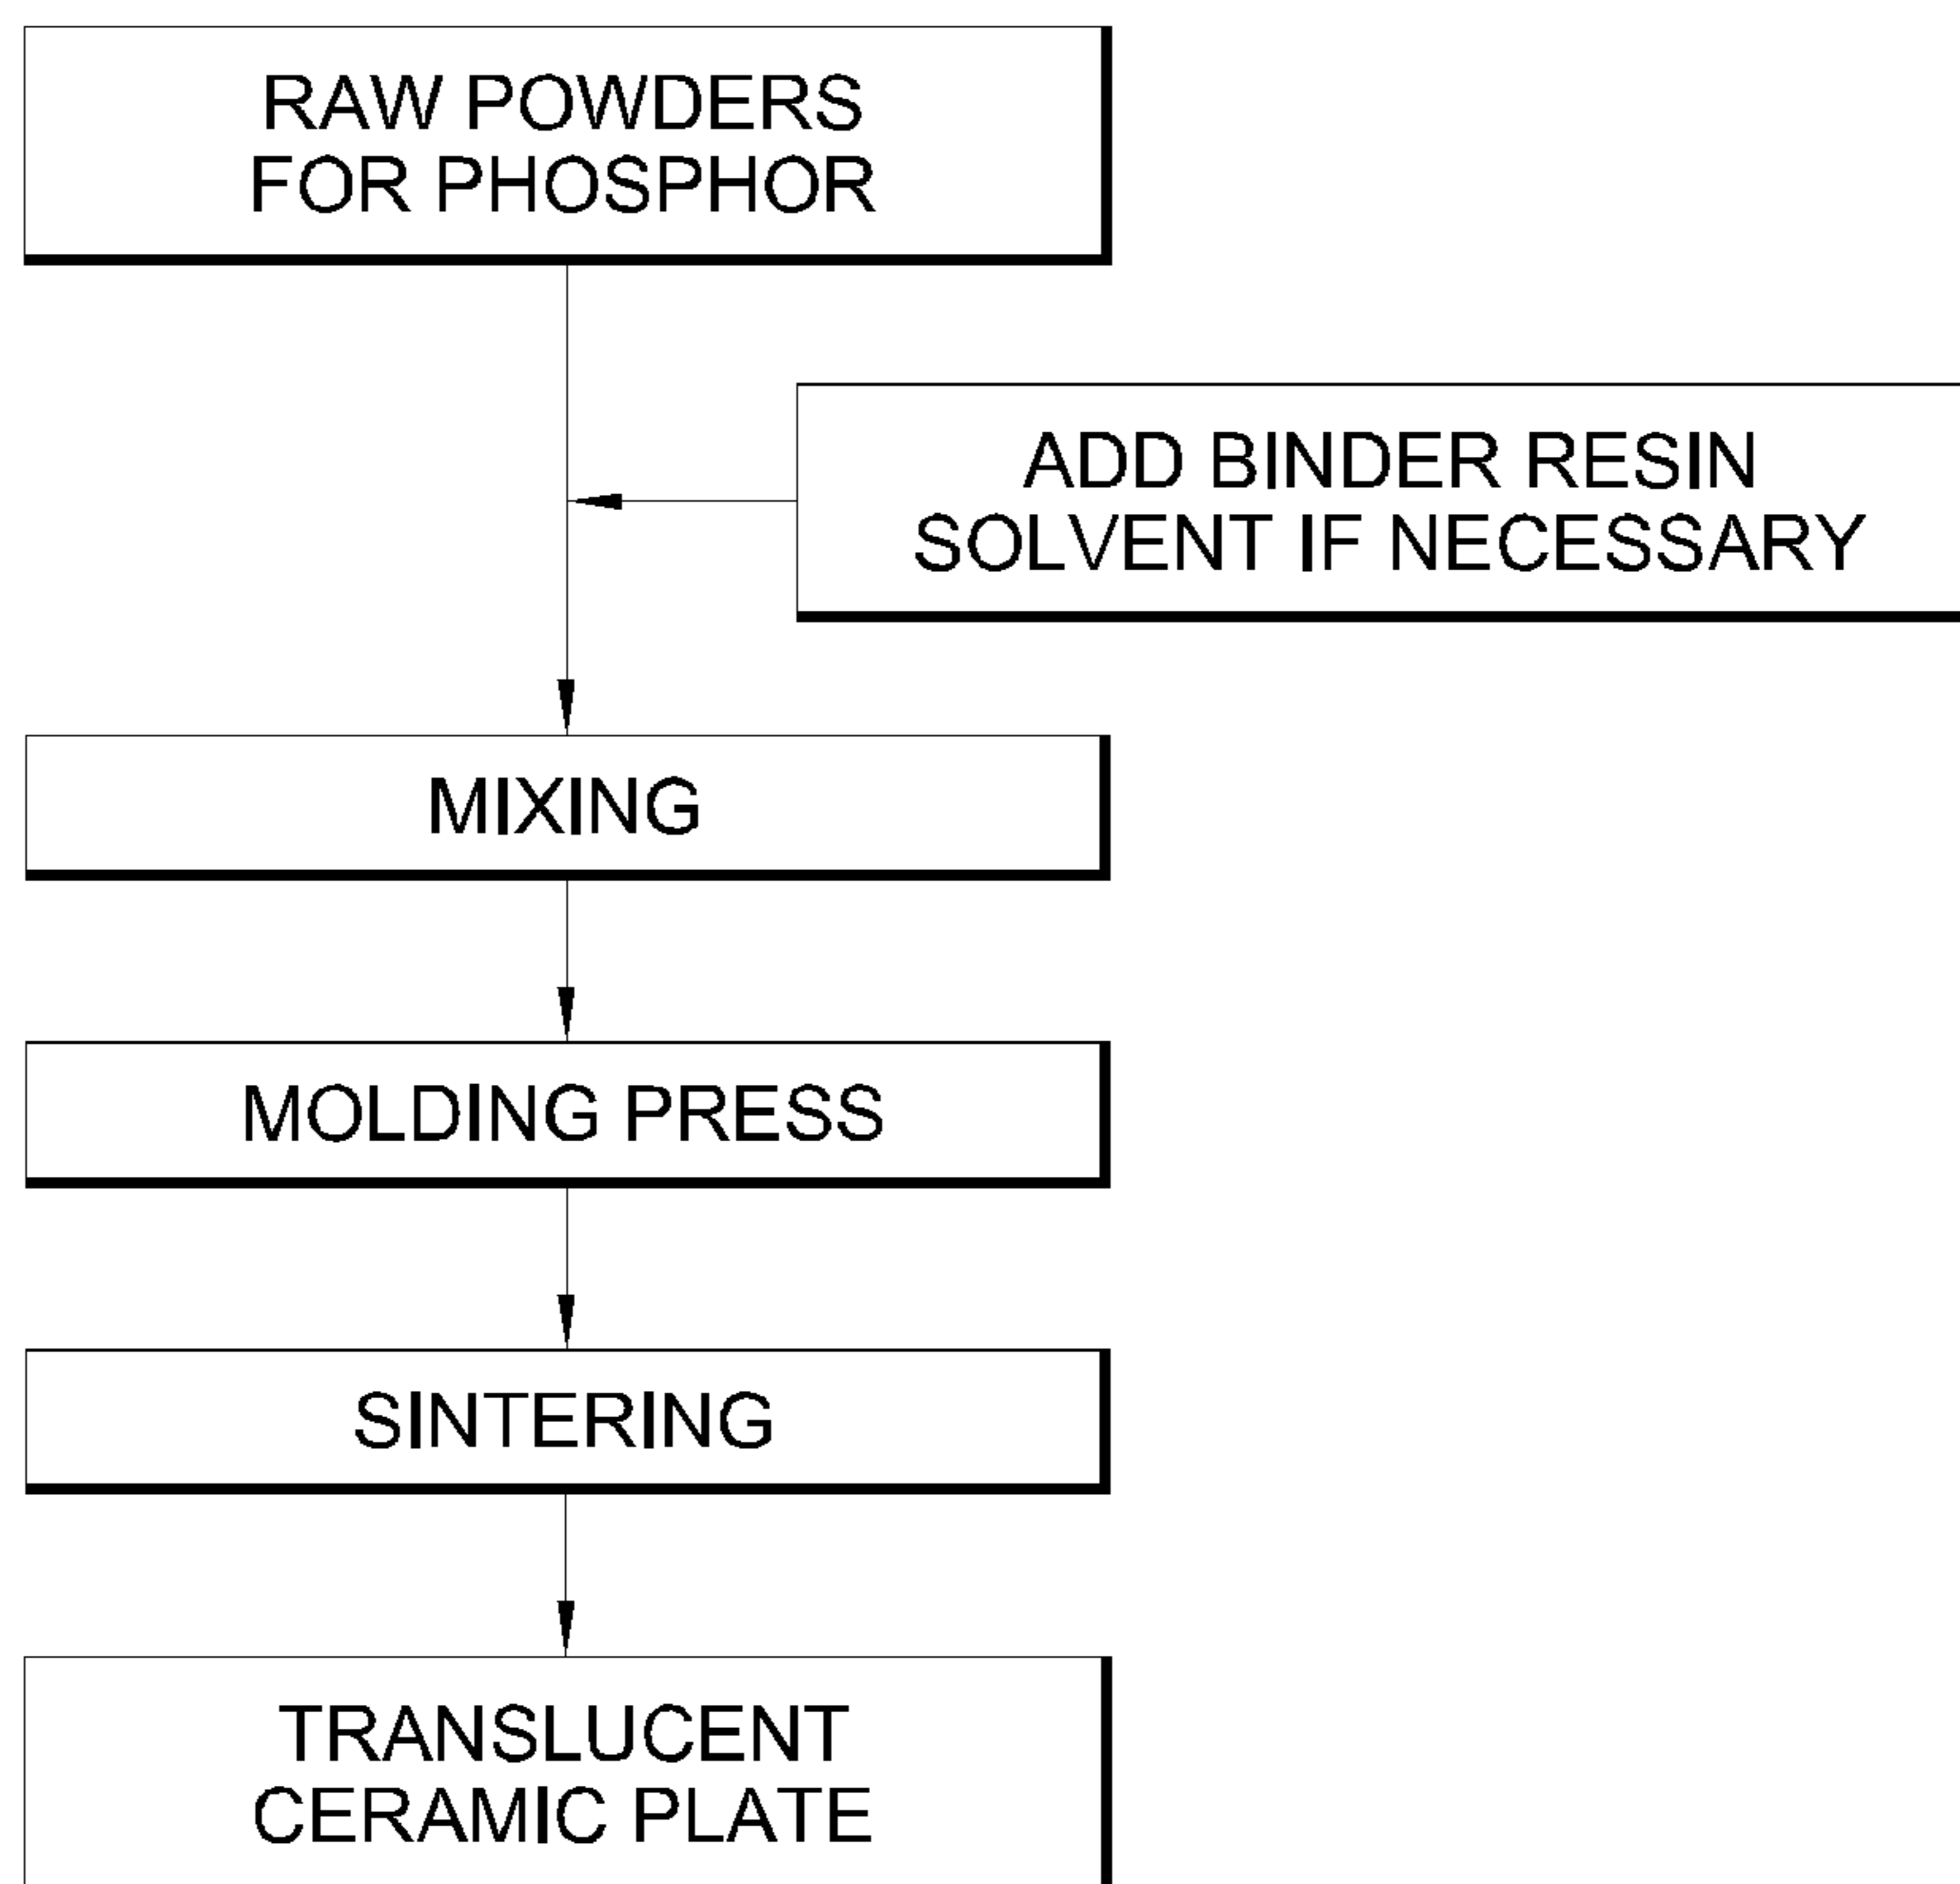 RAW POWDERS
FOR PHOSPHOR
ADD BINDER RESIN
SOLVENT IF NECESSARY
MIXING
MOLDING PRESS
SINTERING
TRANSLUCENT
CERAMIC PLATE